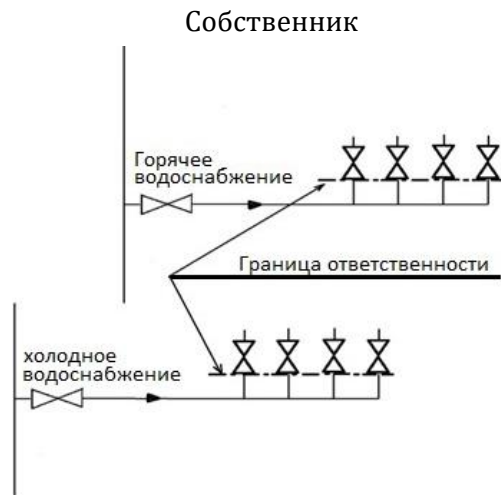 Собственник
Горячее
водоснабжение
Граница ответственности
холодное
водоснабжение